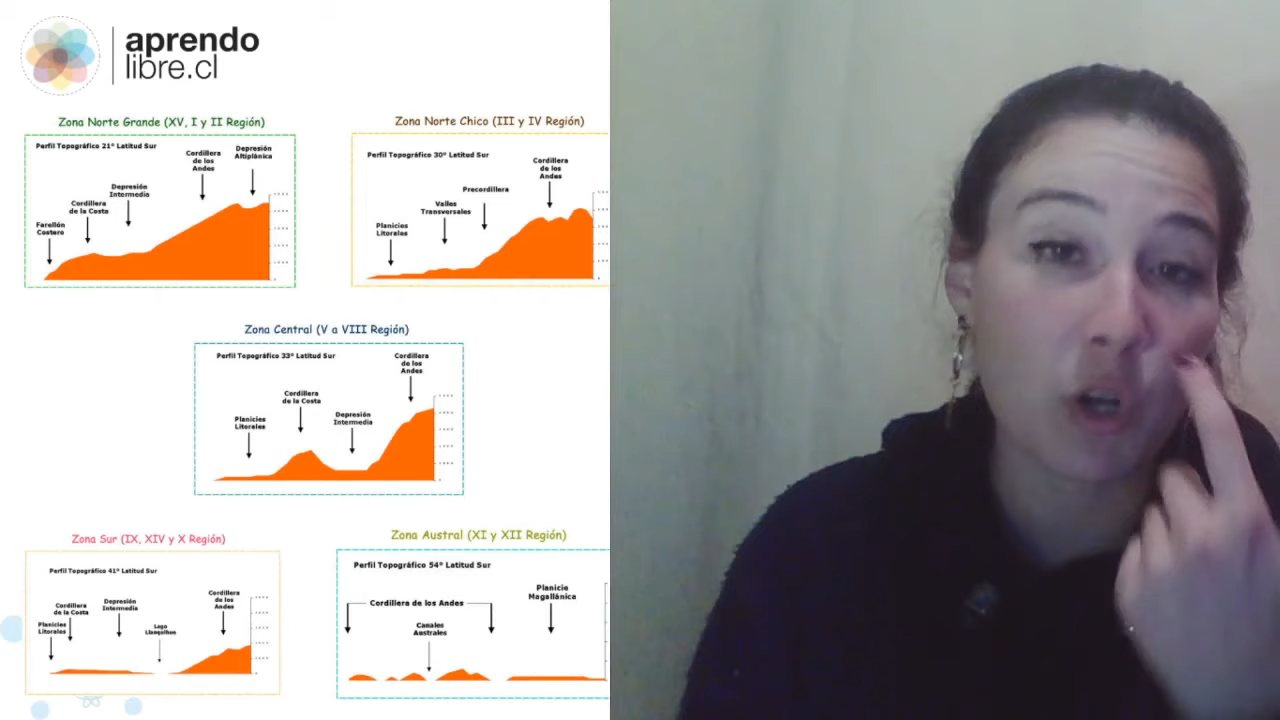 aprendo
libre.cl
Zona Norte Grande (XV, I y II Región)
Perfil Topográfico 21º Latitud Sur
Farellón
Costero
Cordillera
de la Costa
Depresión
Intermedia
Cordillera
de los
Andes
Depresión
Altiplánica
Zona Norte Chico (III y IV Región)
Perfil Topográfico 30º Latitud Sur
Planicies
Litorales
Valles
Transversales
Precordillera
Cordillera
de los
Andes
Zona Central (V a VIII Región)
Perfil Topográfico 33º Latitud Sur
Planicies
Litorales
Cordillera
de la Costa
Depresión
Intermedia
Cordillera
de los
Andes
Zona Sur (IX, XIV y X Región)
Perfil Topográfico 41º Latitud Sur
Planicies
Litorales
Cordillera
de la Costa
Depresión
Intermedia
Lago
Llanquihue
Cordillera
de los
Andes
Zona Austral (XI y XII Región)
Perfil Topográfico 54º Latitud Sur
Cordillera de los Andes
Canales
Australes
Planicie
Magallánica